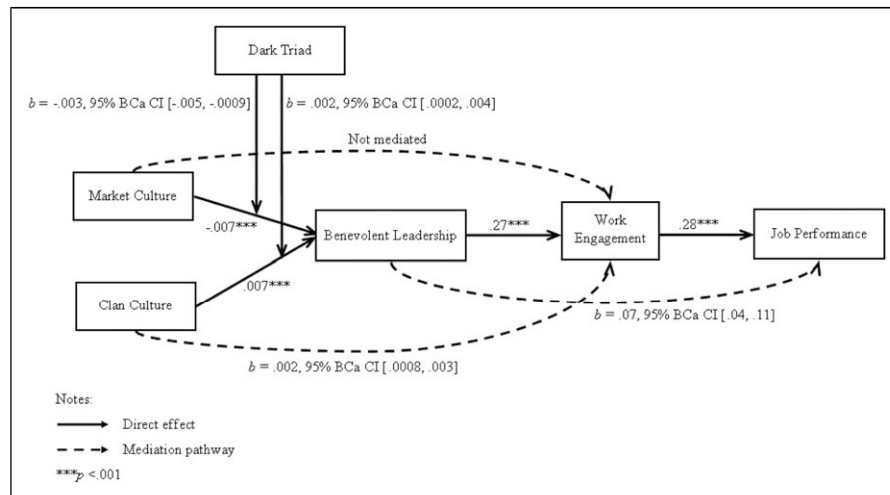 Dark Triad
b = -.003, 95% BCa CI [-.005, -.0009]
b = .002, 95% BCa CI [.0002, .004]
Not mediated
Market Culture
-.007***
Benevolent Leadership
.27***
Work
Engagement
.28***
Job Performance
.007***
Clan Culture
b = .07, 95% BCa CI [.04, .11]
b = .002, 95% BCa CI [.0008, .003]
Notes:
Direct effect
Mediation pathway
***p <.001